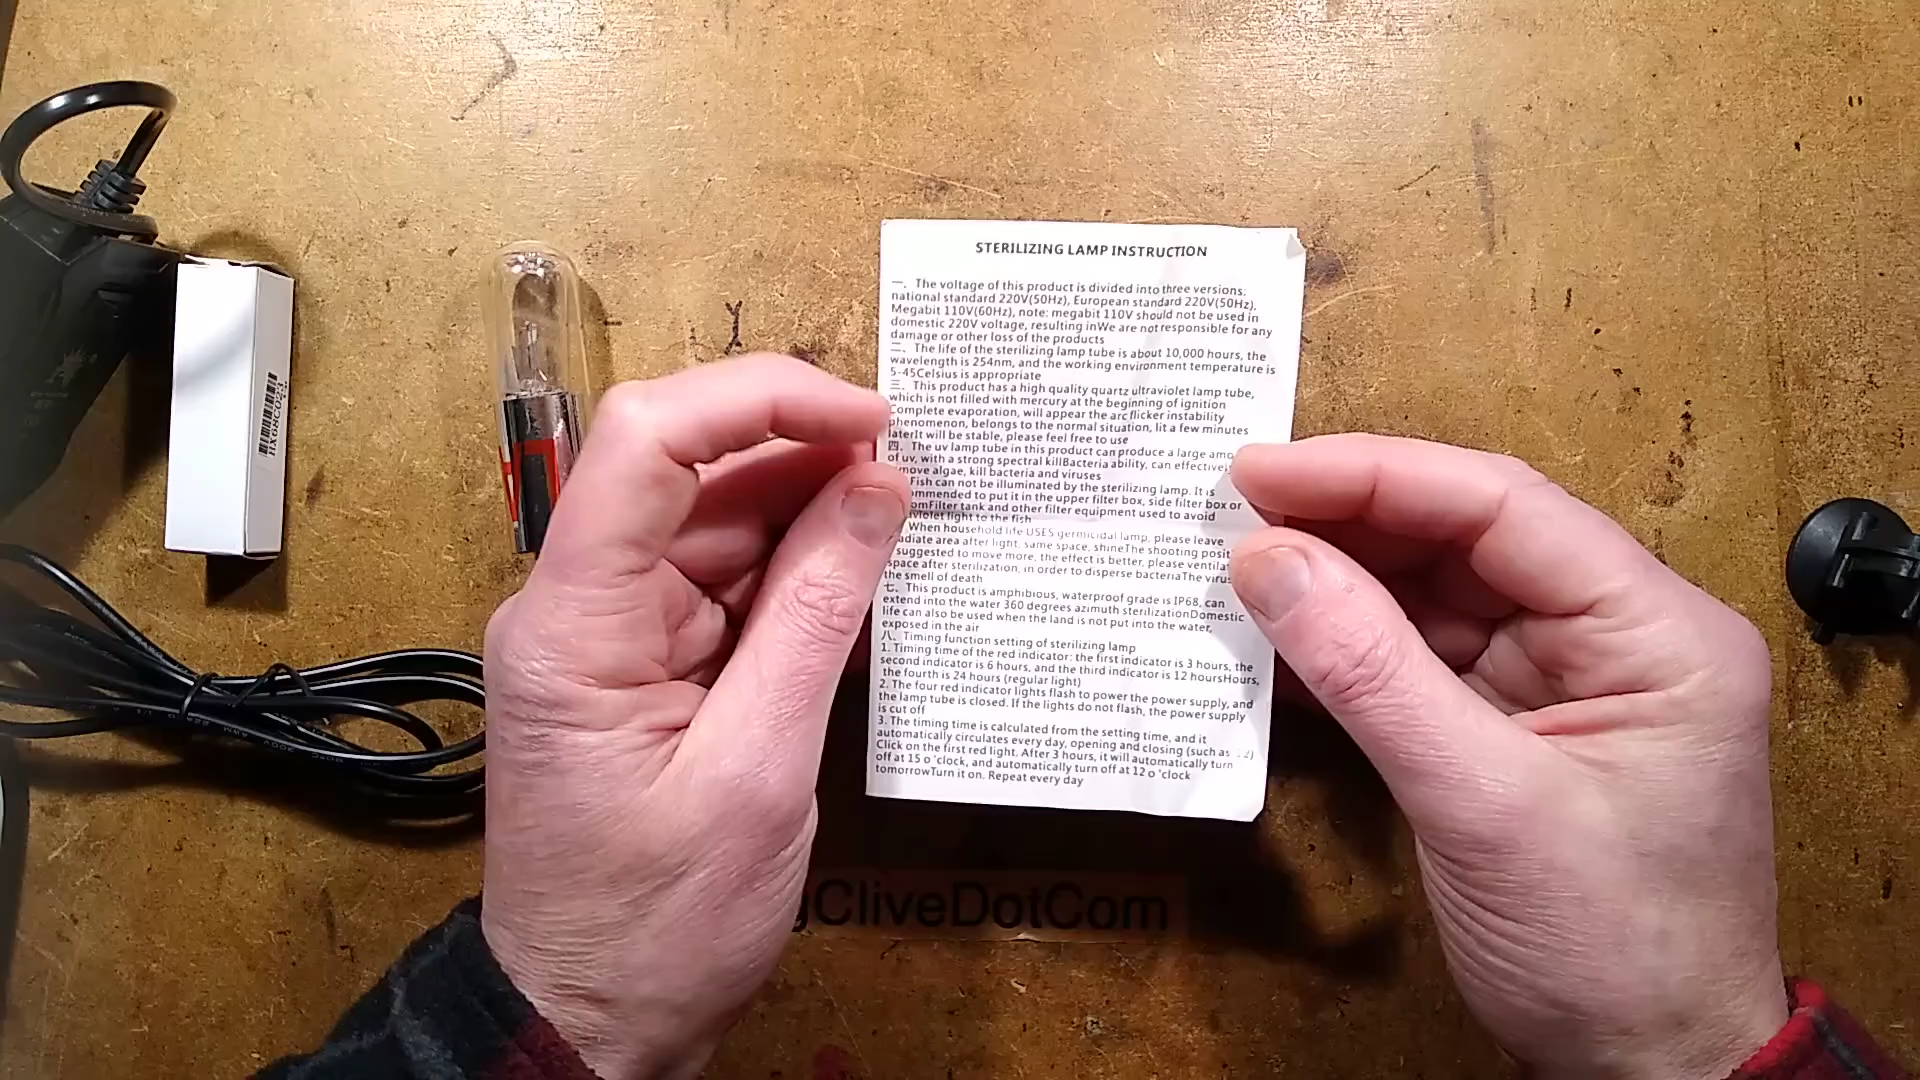 STERILIZING LAMP INSTRUCTION
一、The voltage of this product is divided into three versions:
national standard 220V(50Hz), European standard 220V(50Hz),
Megabit 110V(60Hz), note: megabit 110V should not be used in
domestic 220V voltage, resulting inWe are not responsible for any
damage or other loss of the products
二、The life of the sterilizing lamp tube is about 10,000 hours, the
wavelength is 254nm, and the working environment temperature is
5-45Celsius is appropriate
三、This product has a high quality quartz ultraviolet lamp tube,
which is not filled with mercury at the beginning of ignition
Complete evaporation, will appear the arc flicker instability
phenomenon, belongs to the normal situation, lit a few minutes
laterIt will be stable, please feel free to use
四、The uv lamp tube in this product can produce a large
of uv, with a strong spectral killBacteria ability, can
move algae, kill bacteria and viruses
Fish can not be illuminated by the sterilizing lamp. It is
ommended to put it in the upper filter box, side filter box or
omFilter tank and other filter equipment used to avoid
violet light to the fish
When household life USES germicidal lamp, please leave
adiate area after light, same space, shineThe shooting posit
suggested to move more, the effect is better, please ventilat
space after sterilization, in order to disperse bacteriaThe virus
the smell of death
七、This product is amphibious, waterproof grade is IP68, can
extend into the water 360 degrees azimuth sterilizationDomestic
life can also be used when the land is not put into the water,
exposed in the air
八、Timing function setting of sterilizing lamp
1. Timing time of the red indicator: the first indicator is 3 hours, the
second indicator is 6 hours, and the third indicator is 12 hoursHours,
the fourth is 24 hours (regular light)
2. The four red indicator lights flash to power the power supply, and
the lamp tube is closed. If the lights do not flash, the power supply
is cut off
3. The timing time is calculated from the setting time, and it
automatically circulates every day, opening and closing (such as
Click on the first red light. After 3 hours, it will automatically turn
off at 15 o 'clock, and automatically turn off at 12 o 'clock
tomorrowTurn it on. Repeat every day
HX68C023
gCliveDotCom